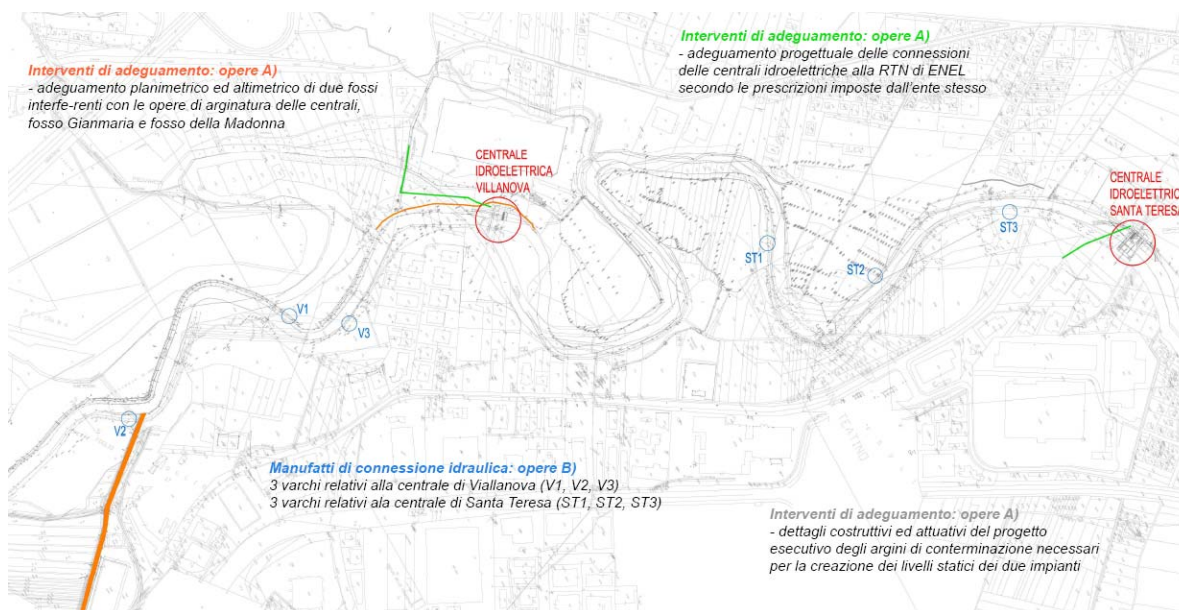 Interventi di adeguamento: opere A)
- adeguamento planimetrico ed altimetrico di due fossi
interfe-renti con le opere di arginatura delle centrali,
fosso Gianmaria e fosso della Madonna
Interventi di adeguamento: opere A)
- adeguamento progettuale delle connessioni
delle centrali idroelettriche alla RTN di ENEL
secondo le prescrizioni imposte dall'ente stesso
CENTRALE
IDROELETTRICA
VILLANOVA
CENTRALE
IDROELETTRIC
SANTA TERESA
ST1
ST2
ST3
V1
V3
V2
Manufatti di connessione idraulica: opere B)
3 varchi relativi alla centrale di Viallanova (V1, V2, V3)
3 varchi relativi ala centrale di Santa Teresa (ST1, ST2, ST3)
Interventi di adeguamento: opere A)
- dettagli costruttivi ed attuativi del progetto
esecutivo degli argini di conterminazione necessari
per la creazione dei livelli statici dei due impianti